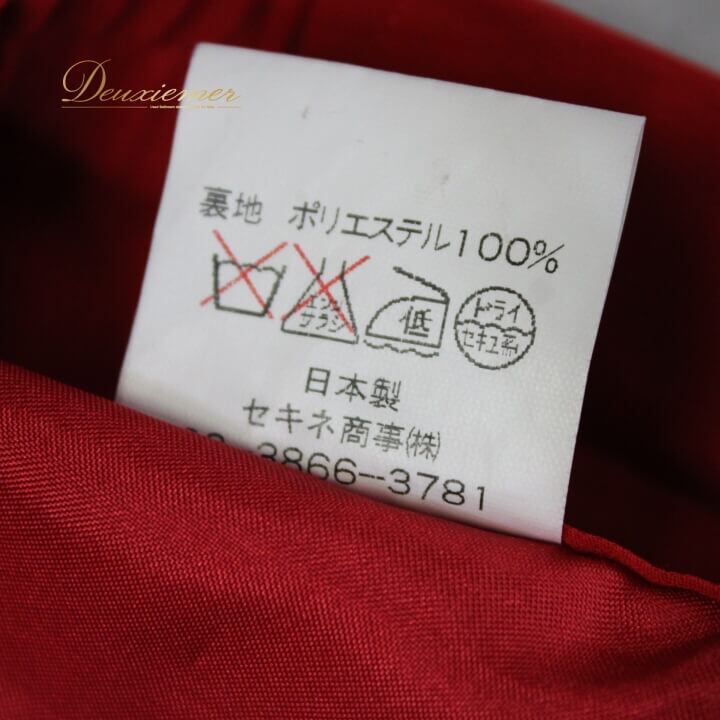 Deuxiemer
裏地 ポリエステル100%
エンソ サラシ
低
ドライ
セキユ系
日本製
セキネ商事(株)
3866-3781